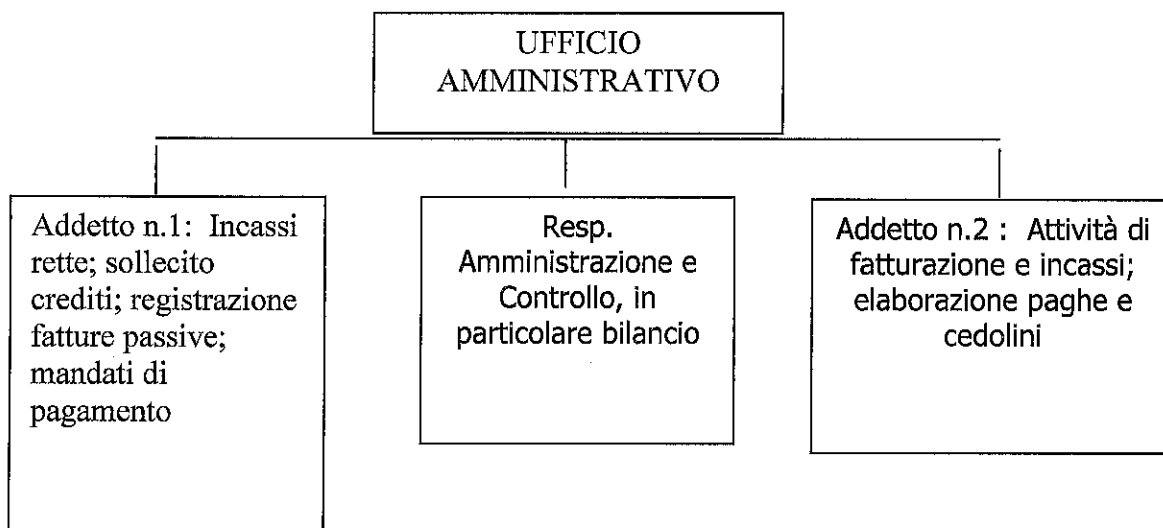 UFFICIO
AMMINISTRATIVO
Addetto n.1: Incassi
rette; sollecito
crediti; registrazione
fatture passive;
mandati di
pagamento
Resp.
Amministrazione e
Controllo, in
particolare bilancio
Addetto n.2 : Attività di
fatturazione e incassi;
elaborazione paghe e
cedolini